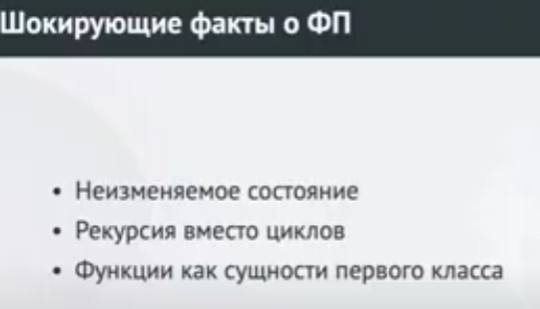 Шокирующие факты о ФП
• Неизменяемое состояние
• Рекурсия вместо циклов
• Функции как сущности первого класса